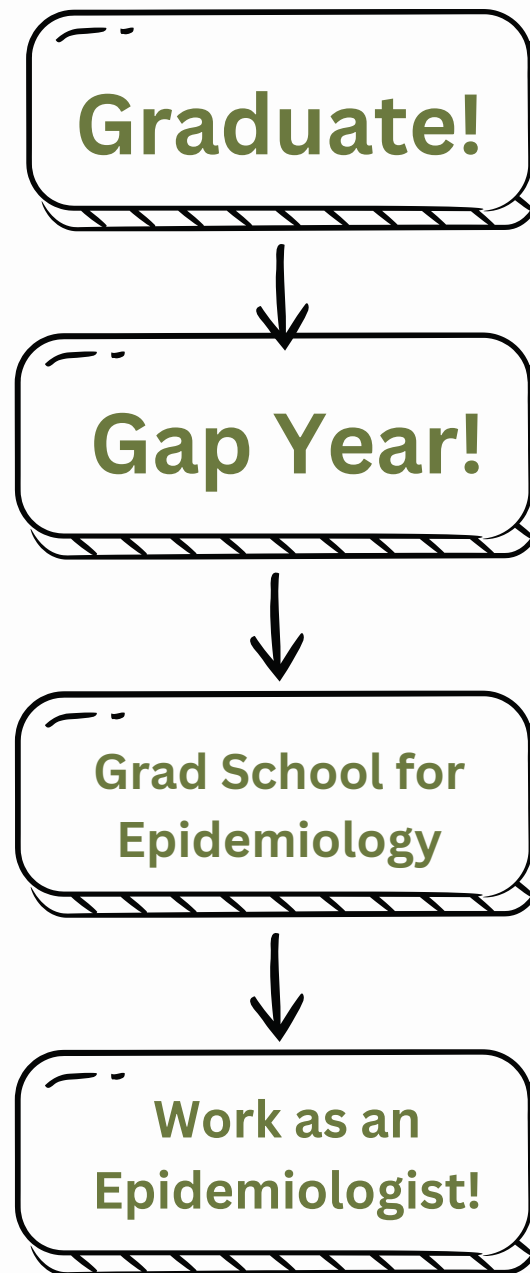 Graduate!
Gap Year!
Grad School for
Epidemiology
Work as an
Epidemiologist!